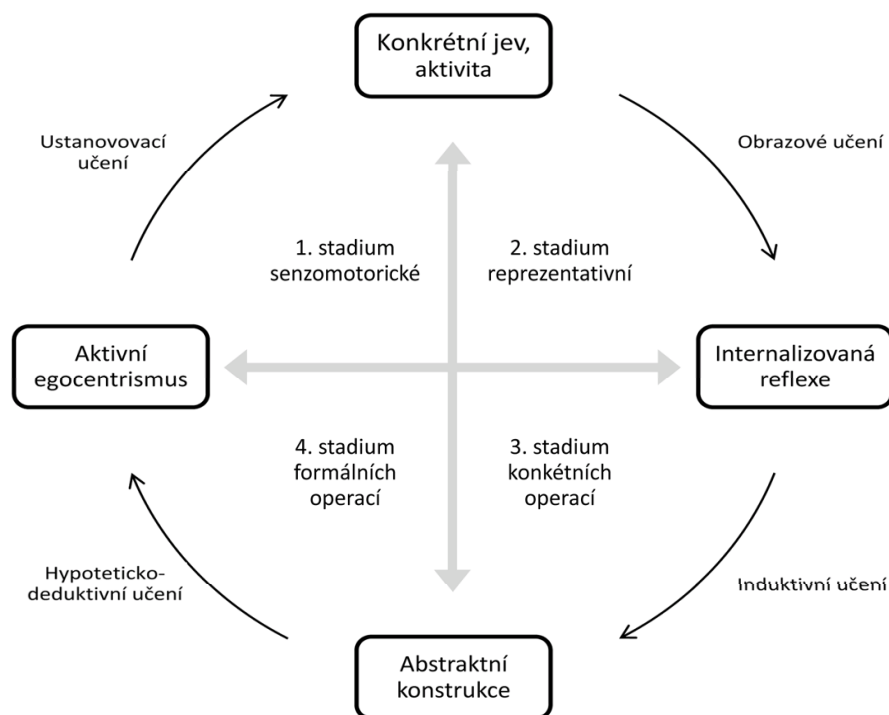 Konkrétní jev,
aktivita
Ustanovovací
učení
Obrazové učení
1. stadium
senzomotorické
2. stadium
reprezentativní
Aktivní
egocentrismus
Internalizovaná
reflexe
4. stadium
formálních
operací
3. stadium
konkétních
operací
Hypoteticko-
deduktivní učení
Induktivní učení
Abstraktní
konstrukce